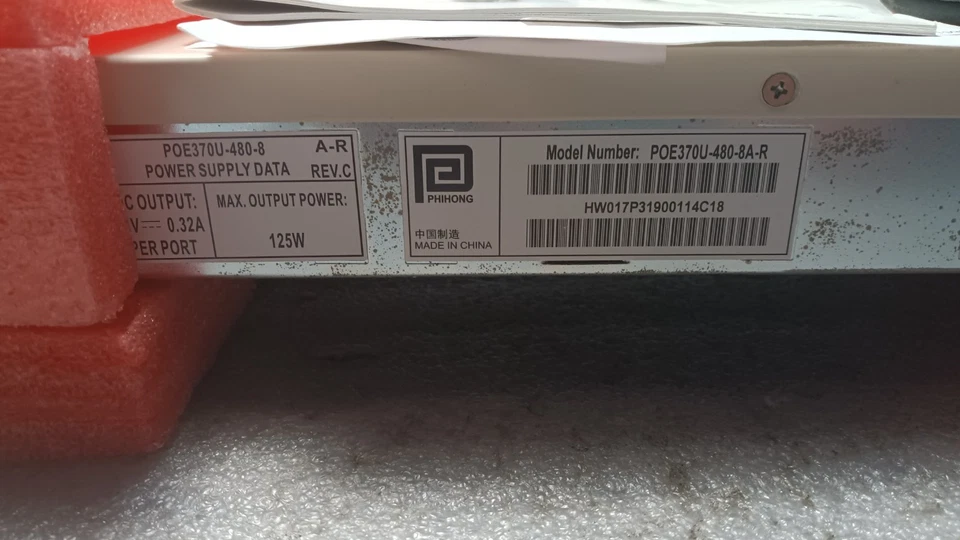 POE370U-480-8 A-R
POWER SUPPLY DATA REV.C
C OUTPUT:
V⎓ 0.32A
PER PORT
MAX. OUTPUT POWER:
125W
PHIHONG
中国制造
MADE IN CHINA
Model Number: POE370U-480-8A-R
HW017P31900114C18